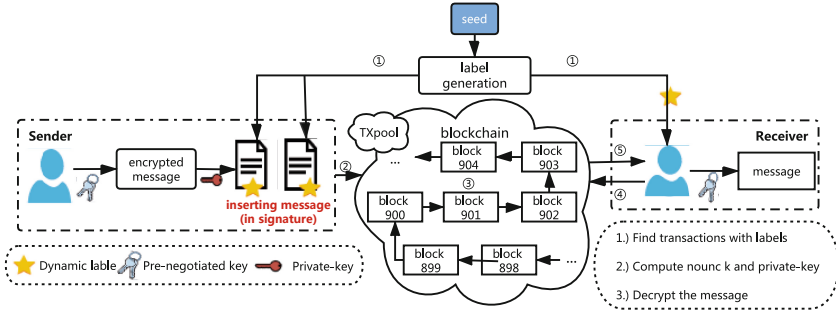 seed
①
①
label
generation
Sender
TXpool
blockchain
Receiver
...
block
904
block
903
⑤
encrypted
message
②
③
④
message
inserting message
(in signature)
block
900
block
901
block
902
1.) Find transactions with labels
Dynamic lable
Pre-negotiated key
Private-key
block
899
block
898
...
2.) Compute nounc k and private-key
3.) Decrypt the message